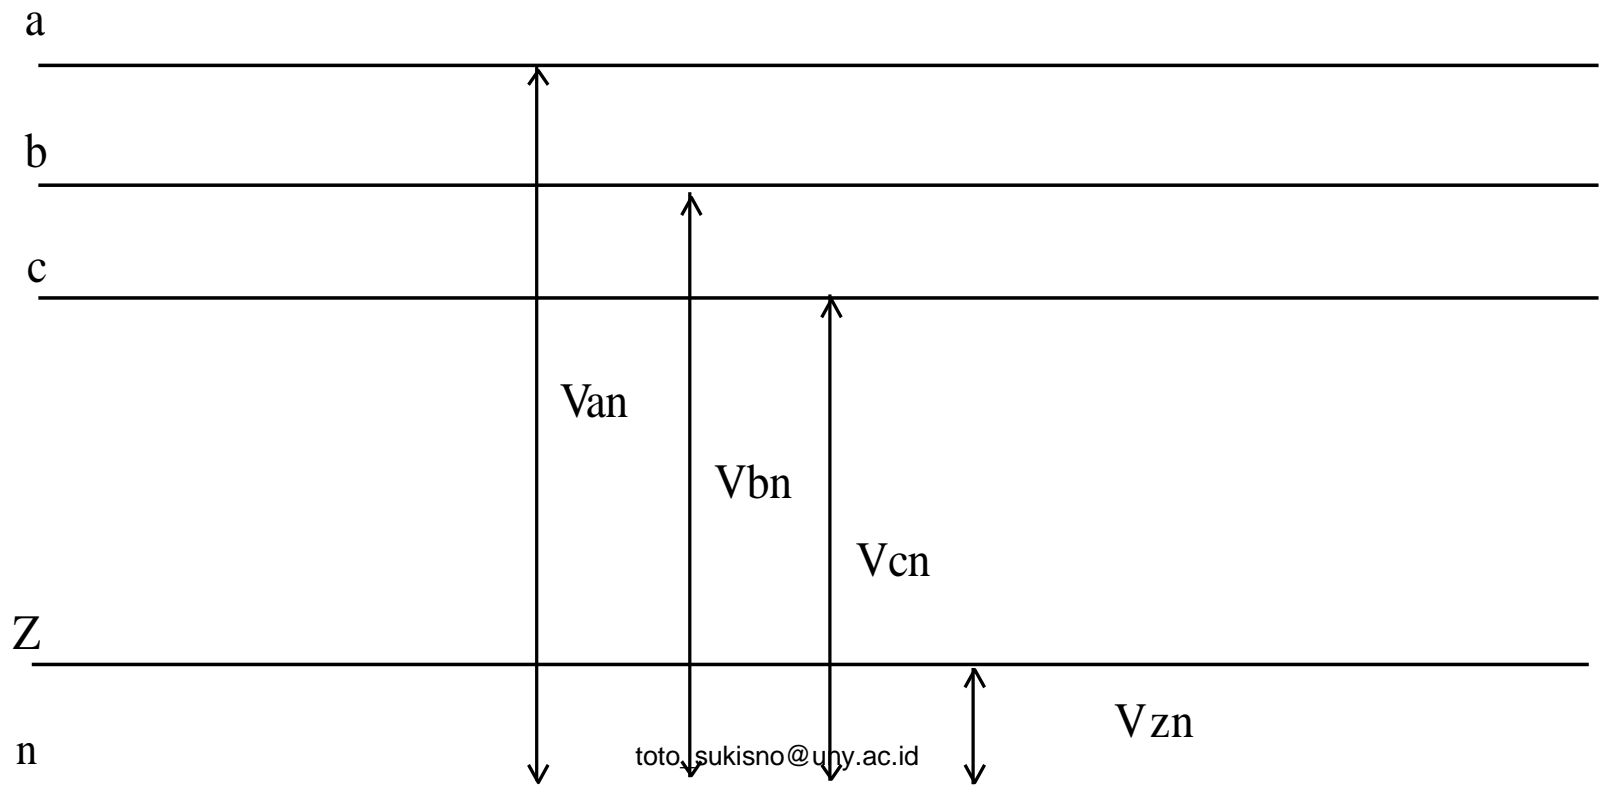 a
b
c
Van
Vbn
Vcn
Z
Vzn
n
toto_sukisno@uny.ac.id